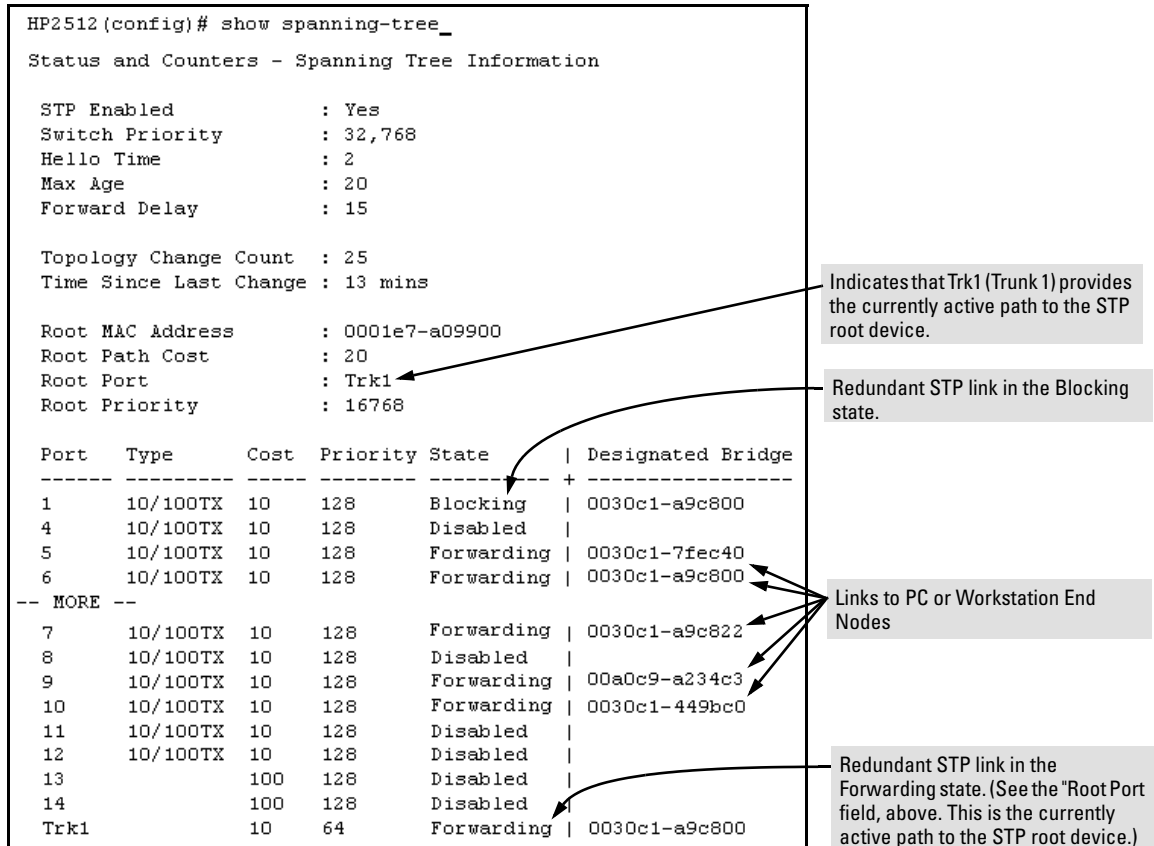 HP2512(config)# show spanning-tree_
Status and Counters - Spanning Tree Information
STP Enabled : Yes
Switch Priority : 32,768
Hello Time : 2
Max Age : 20
Forward Delay : 15
Topology Change Count : 25
Time Since Last Change : 13 mins
Root MAC Address : 0001e7-a09900
Root Path Cost : 20
Root Port : Trk1
Root Priority : 16768
Indicates that Trk1 (Trunk 1) provides
the currently active path to the STP
root device.
Redundant STP link in the Blocking
state.
Port Type Cost Priority State | Designated Bridge
------ --------- ----- -------- ---------- + -----------------
1 10/100TX 10 128 Blocking | 0030c1-a9c800
4 10/100TX 10 128 Disabled |
5 10/100TX 10 128 Forwarding | 0030c1-7fec40
6 10/100TX 10 128 Forwarding | 0030c1-a9c800
-- MORE --
7 10/100TX 10 128 Forwarding | 0030c1-a9c822
8 10/100TX 10 128 Disabled |
9 10/100TX 10 128 Forwarding | 00a0c9-a234c3
10 10/100TX 10 128 Forwarding | 0030c1-449bc0
11 10/100TX 10 128 Disabled |
12 10/100TX 10 128 Disabled |
13 100 128 Disabled |
14 100 128 Disabled |
Trk1 10 64 Forwarding | 0030c1-a9c800
Links to PC or Workstation End
Nodes
Redundant STP link in the
Forwarding state. (See the "Root Port
field, above. This is the currently
active path to the STP root device.)